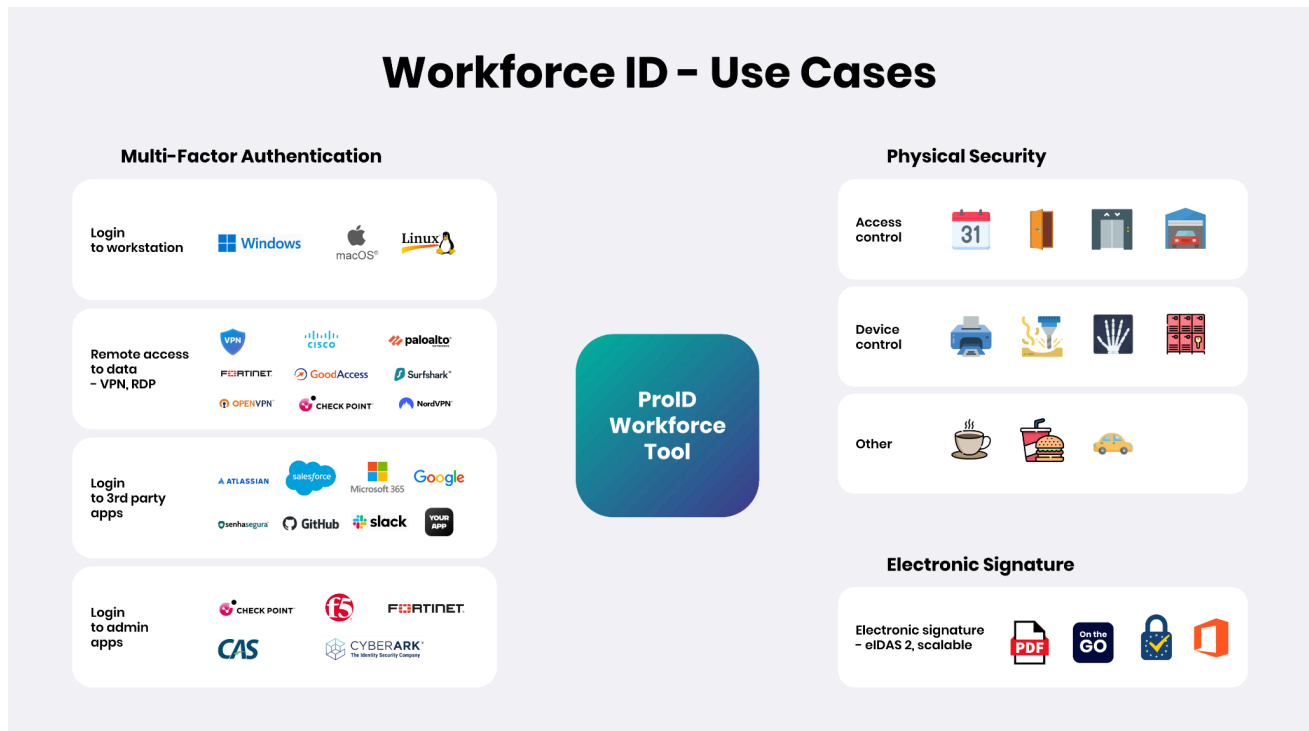 Workforce ID - Use Cases
Multi-Factor Authentication
Login
to workstation
Windows
macOS®
Linux
Remote access
to data
- VPN, RDP
VPN
CISCO
paloalto
FORTINET
GoodAccess
Surfshark®
OPENVPN
CHECK POINT
NordVPN
Login
to 3rd party
apps
ATLASSIAN
salesforce
Microsoft 365
Google
senhasegura
GitHub
slack
YOUR
APP
Login
to admin
apps
CHECK POINT
f5
FORTINET
CAS
CYBERARK
The Identity Security Company
ProID
Workforce
Tool
Physical Security
Access
control
31
Device
control
Other
Electronic Signature
Electronic signature
- eIDAS 2, scalable
PDF
On the
GO